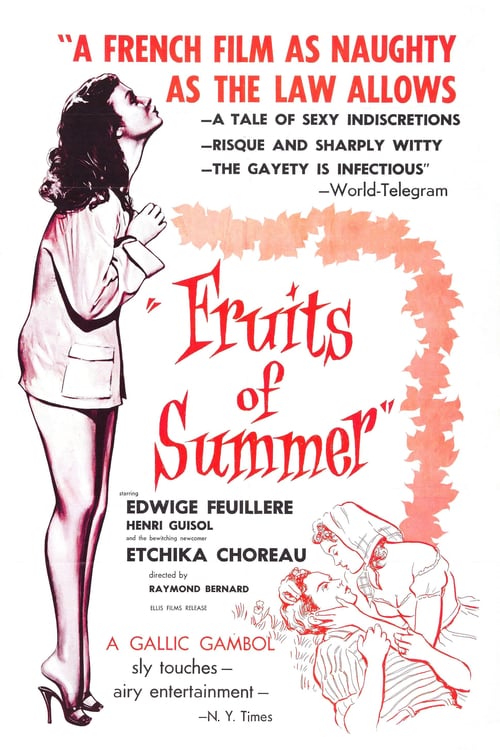 "A FRENCH FILM AS NAUGHTY
AS THE LAW ALLOWS
—A TALE OF SEXY INDISCRETIONS
—RISQUE AND SHARPLY WITTY
—THE GAYETY IS INFECTIOUS"
—World-Telegram
"Fruits
of
Summer"
starring
EDWIGE FEUILLERE
HENRI GUISOL
and the bewitching newcomer
ETCHIKA CHOREAU
directed by
RAYMOND BERNARD
ELLIS FILMS RELEASE
A GALLIC GAMBOL
sly touches—
airy entertainment—
—N. Y. Times